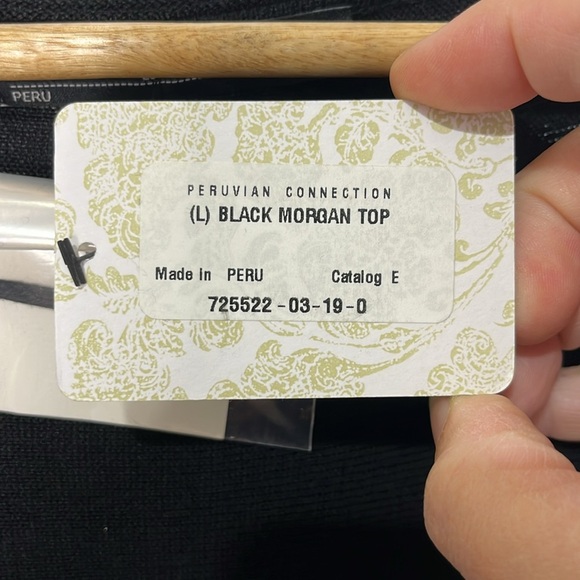 PERU
PERUVIAN CONNECTION
(L) BLACK MORGAN TOP
Made in PERU Catalog E
725522-03-19-0